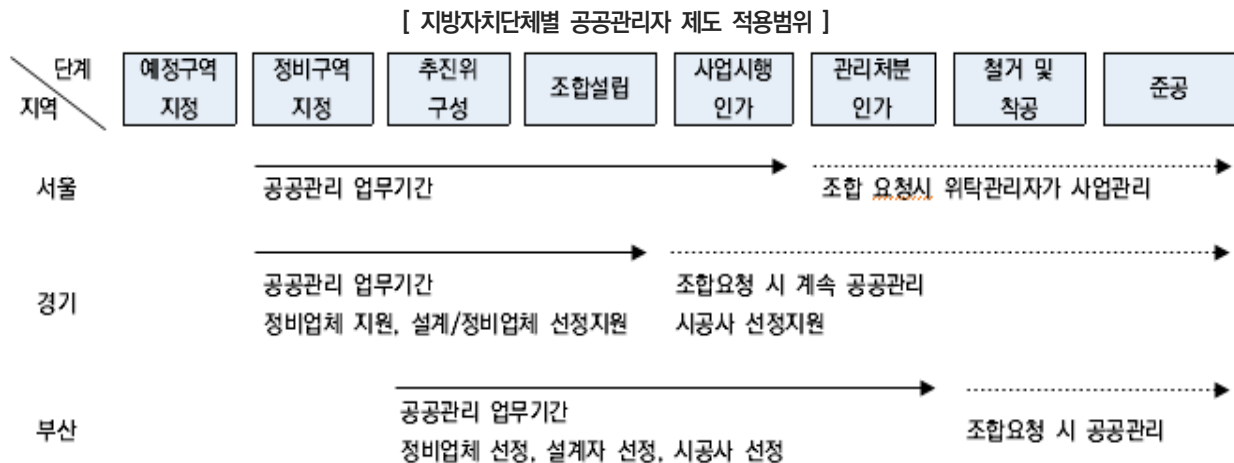 [ 지방자치단체별 공공관리자 제도 적용범위 ]
단계
지역
예정구역
지정
정비구역
지정
추진위
구성
조합설립
사업시행
인가
관리처분
인가
철거 및
착공
준공
서울
공공관리 업무기간
조합 요청시 위탁관리자가 사업관리
경기
공공관리 업무기간
정비업체 지원, 설계/정비업체 선정지원
조합요청 시 계속 공공관리
시공사 선정지원
부산
공공관리 업무기간
정비업체 선정, 설계자 선정, 시공사 선정
조합요청 시 공공관리